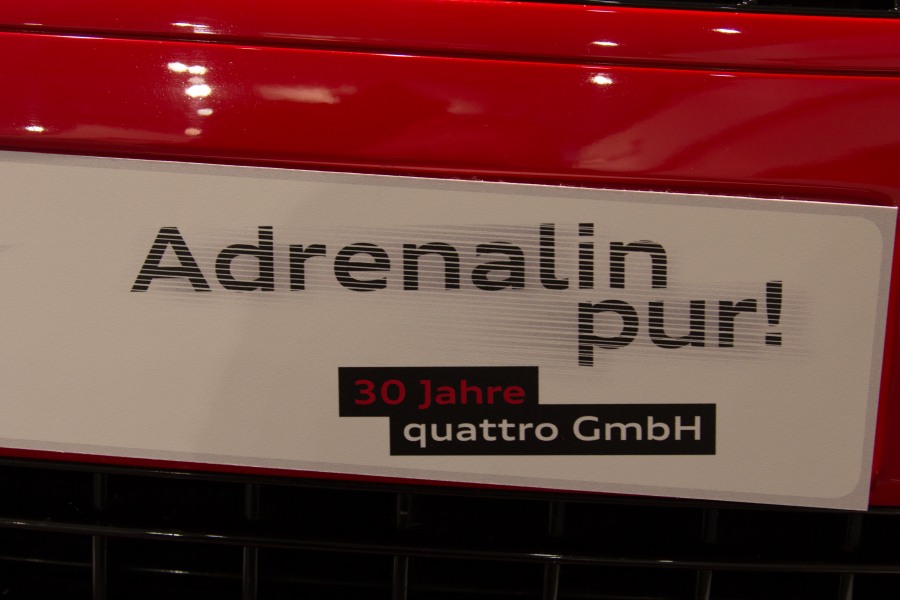 Adrenalin
pur!
30 Jahre
quattro GmbH